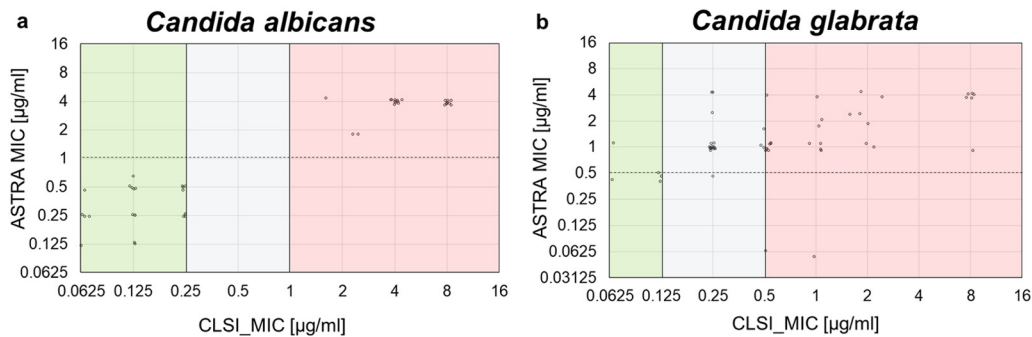 a
Candida albicans
ASTRA MIC [µg/ml]
16
8
4
2
1
0.5
0.25
0.125
0.0625
0.0625 0.125 0.25 0.5 1 2 4 8 16
CLSI_MIC [µg/ml]
b
Candida glabrata
ASTRA MIC [µg/ml]
16
8
4
2
1
0.5
0.25
0.125
0.0625
0.03125
0.0625 0.125 0.25 0.5 1 2 4 8 16
CLSI_MIC [µg/ml]